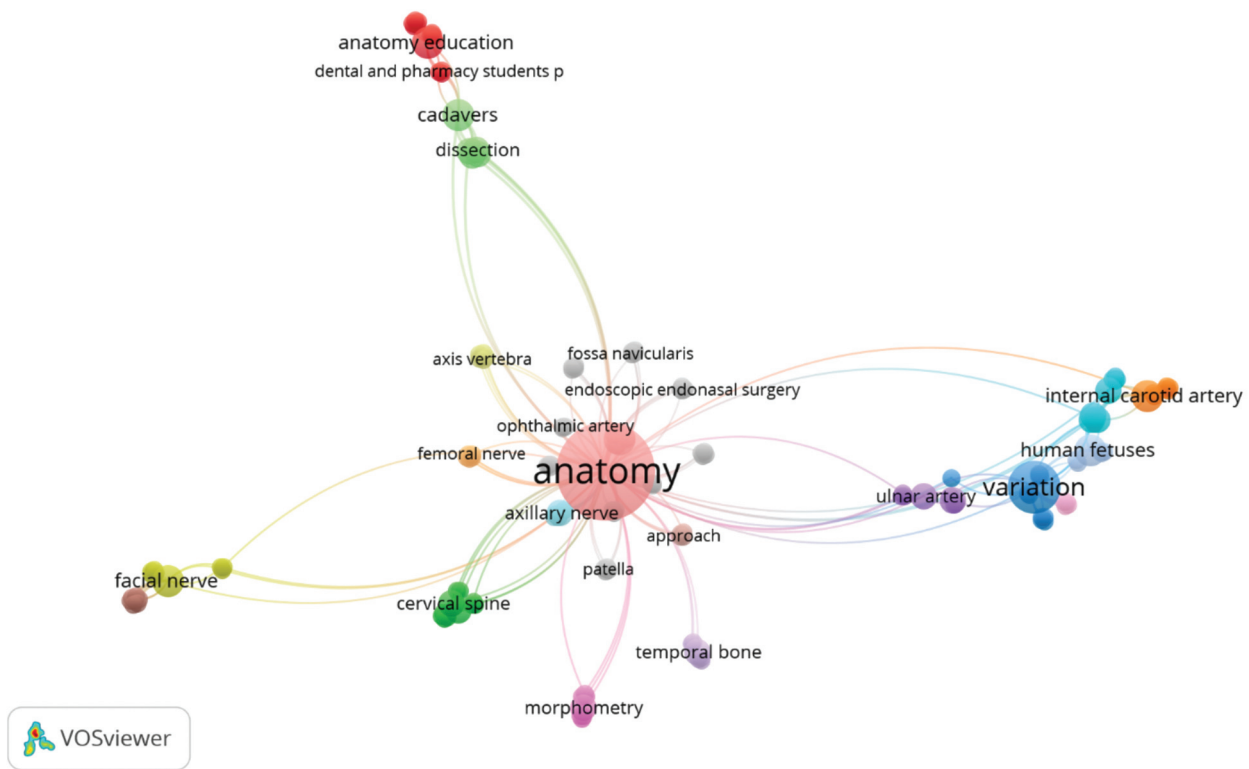 anatomy education
dental and pharmacy students p
cadavers
dissection
axis vertebra
fossa navicularis
endoscopic endonasal surgery
internal carotid artery
ophthalmic artery
femoral nerve
human fetuses
anatomy
variation
ulnar artery
axillary nerve
approach
patella
facial nerve
cervical spine
temporal bone
morphometry
VOSviewer